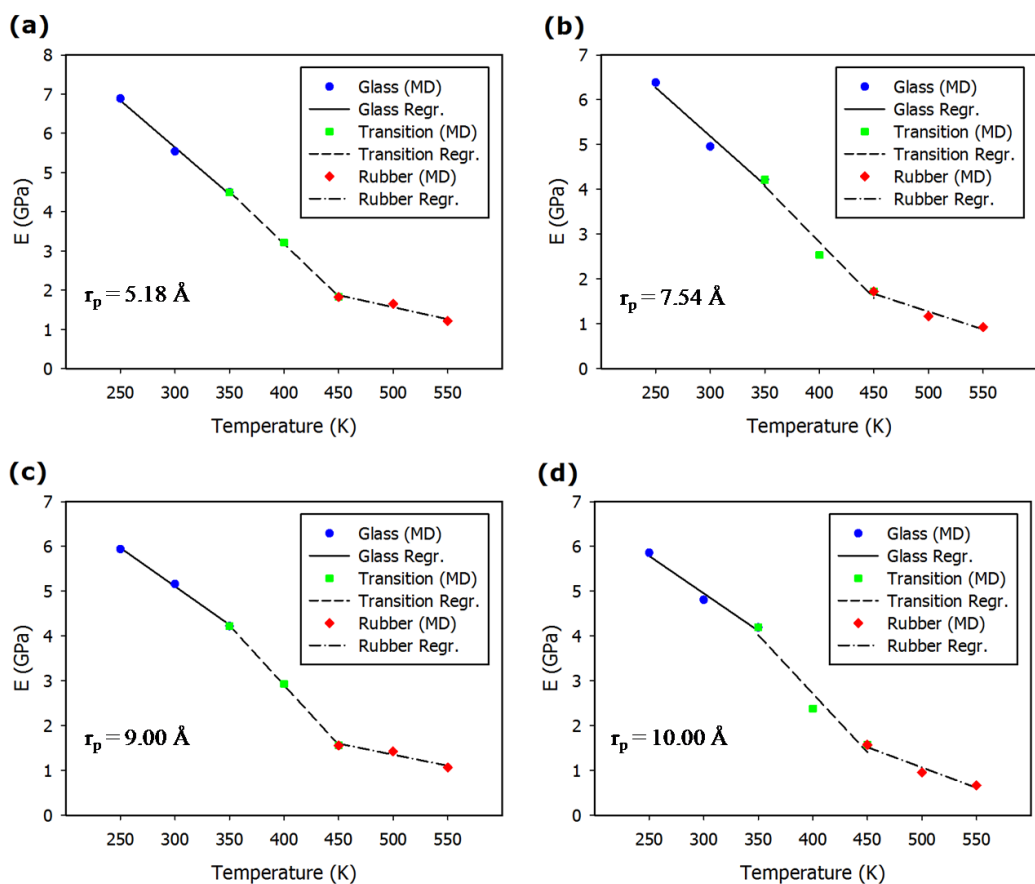 (a)
8
7
6
5
4
3
2
1
0
E (GPa)
Glass (MD)
Glass Regr.
Transition (MD)
Transition Regr.
Rubber (MD)
Rubber Regr.
rp = 5.18 Å
250 300 350 400 450 500 550
Temperature (K)
(b)
7
6
5
4
3
2
1
0
E (GPa)
Glass (MD)
Glass Regr.
Transition (MD)
Transition Regr.
Rubber (MD)
Rubber Regr.
rp = 7.54 Å
250 300 350 400 450 500 550
Temperature (K)
(c)
7
6
5
4
3
2
1
0
E (GPa)
Glass (MD)
Glass Regr.
Transition (MD)
Transition Regr.
Rubber (MD)
Rubber Regr.
rp = 9.00 Å
250 300 350 400 450 500 550
Temperature (K)
(d)
7
6
5
4
3
2
1
0
E (GPa)
Glass (MD)
Glass Regr.
Transition (MD)
Transition Regr.
Rubber (MD)
Rubber Regr.
rp = 10.00 Å
250 300 350 400 450 500 550
Temperature (K)